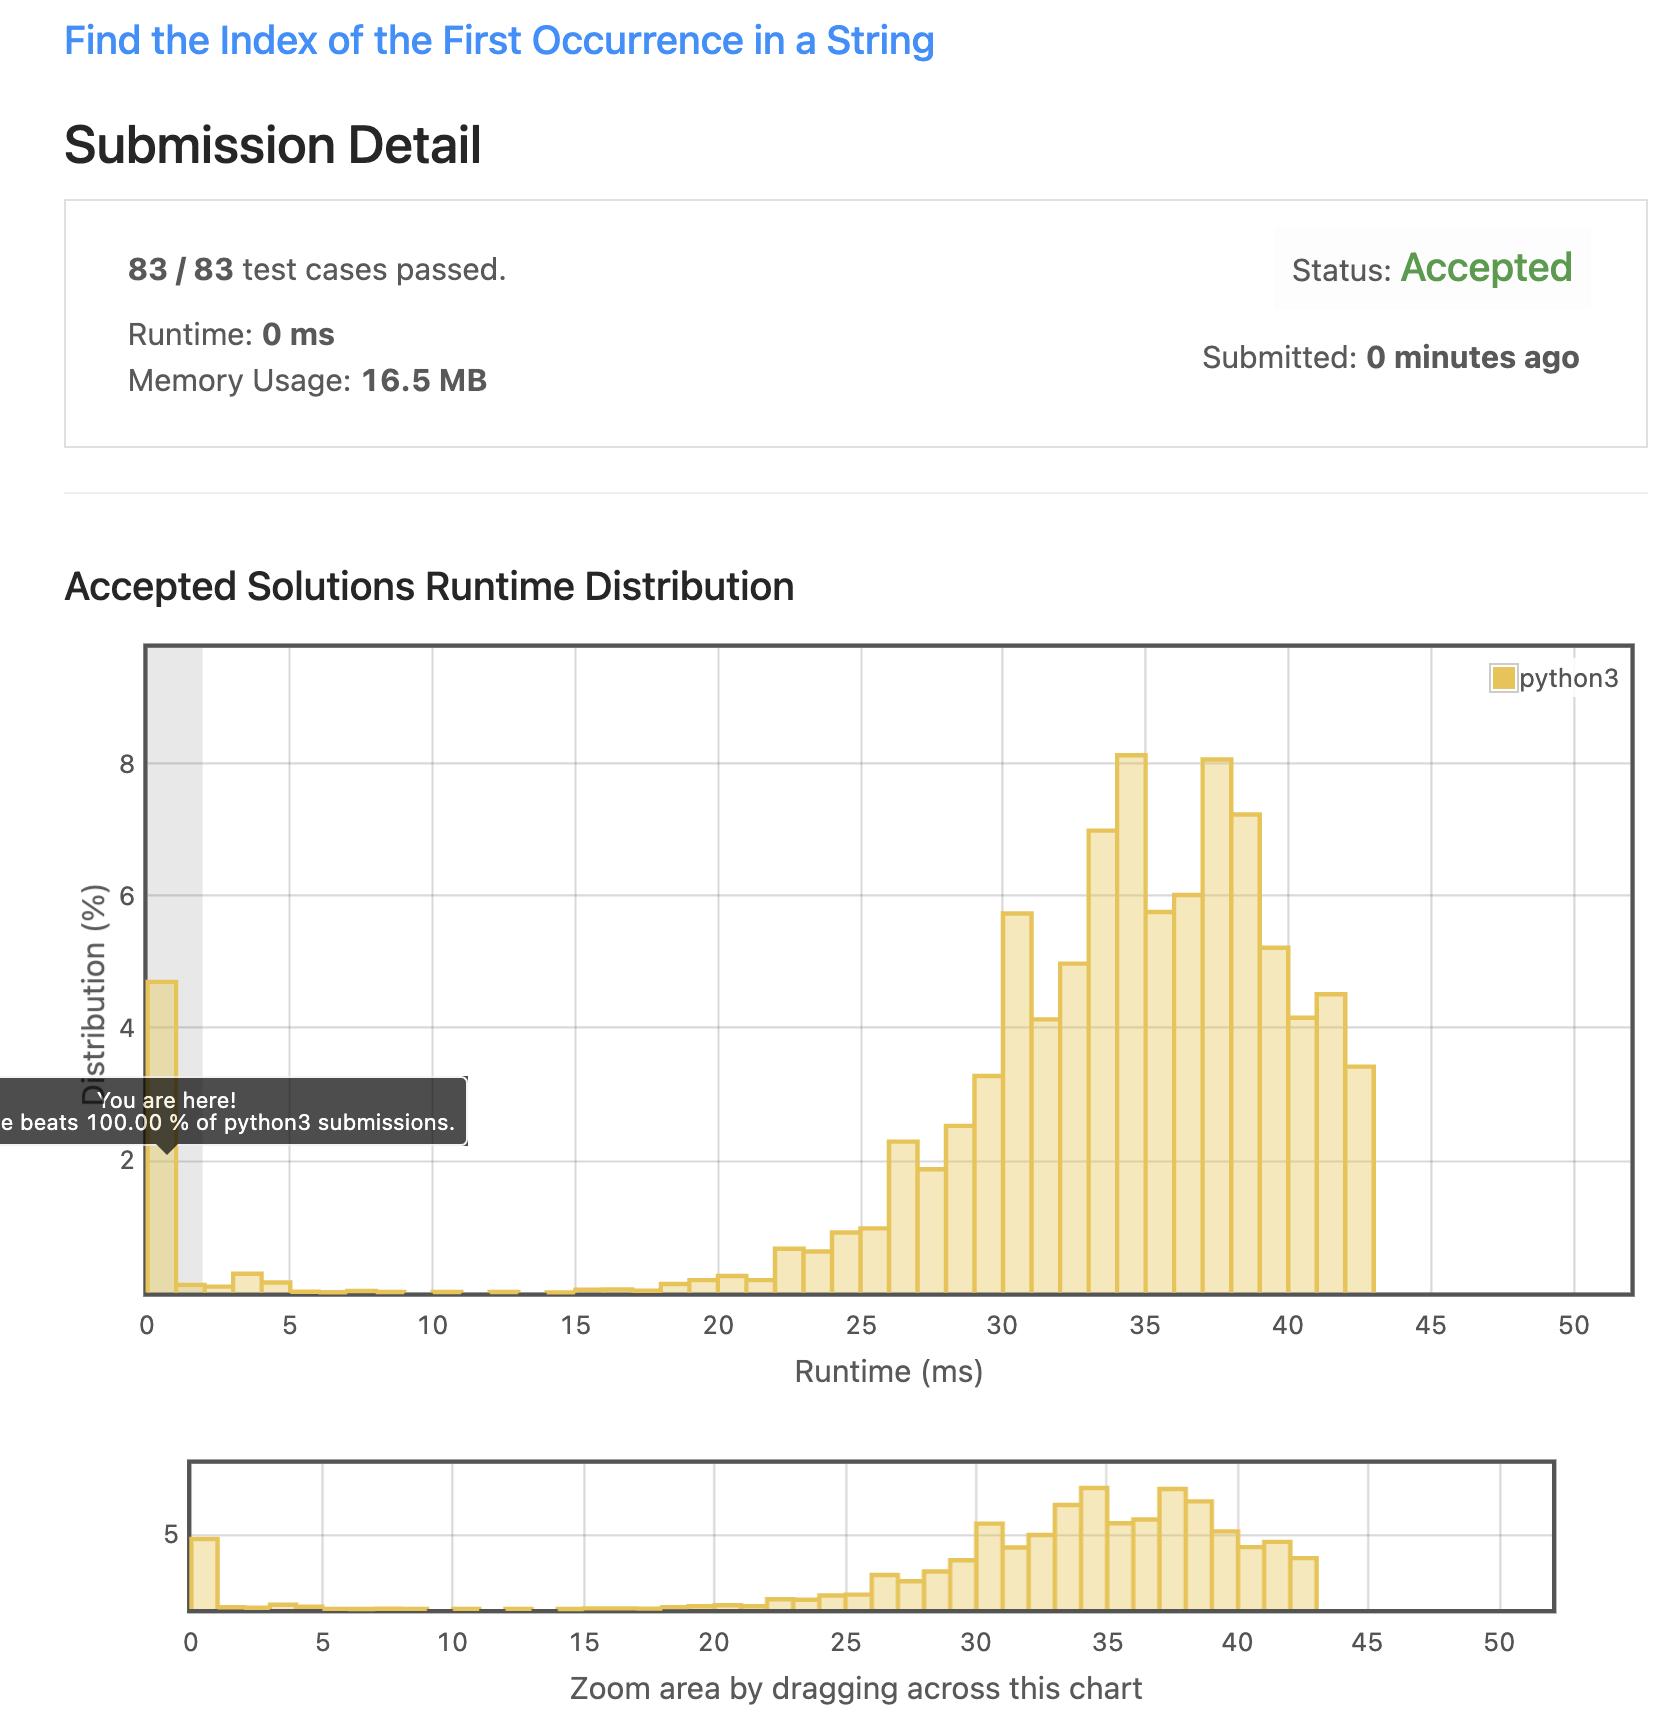 Find the Index of the First Occurrence in a String
Submission Detail
83 / 83 test cases passed.
Status: Accepted
Runtime: 0 ms
Submitted: 0 minutes ago
Memory Usage: 16.5 MB
Accepted Solutions Runtime Distribution
python3
8
6
4
2
Distribution (%)
You are here!
e beats 100.00 % of python3 submissions.
0 5 10 15 20 25 30 35 40 45 50
Runtime (ms)
5
0 5 10 15 20 25 30 35 40 45 50
Zoom area by dragging across this chart